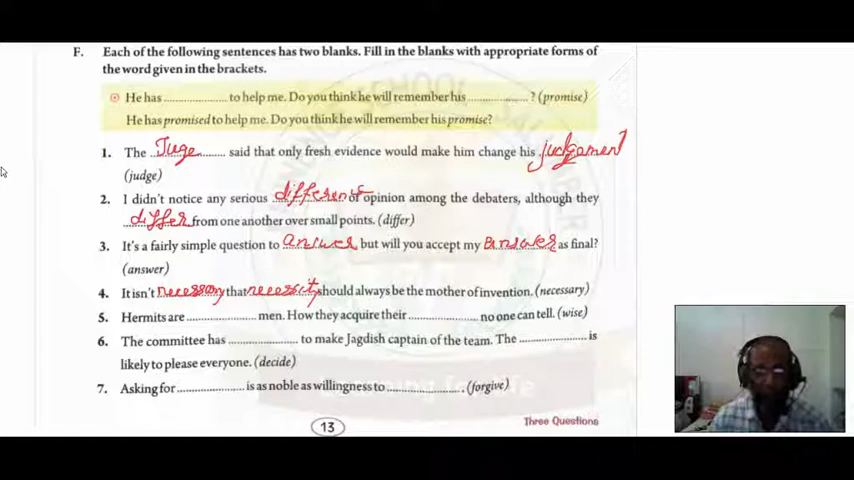 F. Each of the following sentences has two blanks. Fill in the blanks with appropriate forms of
the word given in the brackets.
He has ...................... to help me. Do you think he will remember his .................... ? (promise)
He has promised to help me. Do you think he will remember his promise?
1. The Juge said that only fresh evidence would make him change his judgement
(judge)
2. I didn't notice any serious different of opinion among the debaters, although they
differ from one another over small points. (differ)
3. It's a fairly simple question to answer but will you accept my answer as final?
(answer)
4. It isn't necessary that necessity should always be the mother of invention. (necessary)
5. Hermits are ....................... men. How they acquire their ....................... no one can tell. (wise)
6. The committee has ....................... to make Jagdish captain of the team. The ....................... is
likely to please everyone. (decide)
7. Asking for ....................... is as noble as willingness to ......................... (forgive)
13
Three Questions